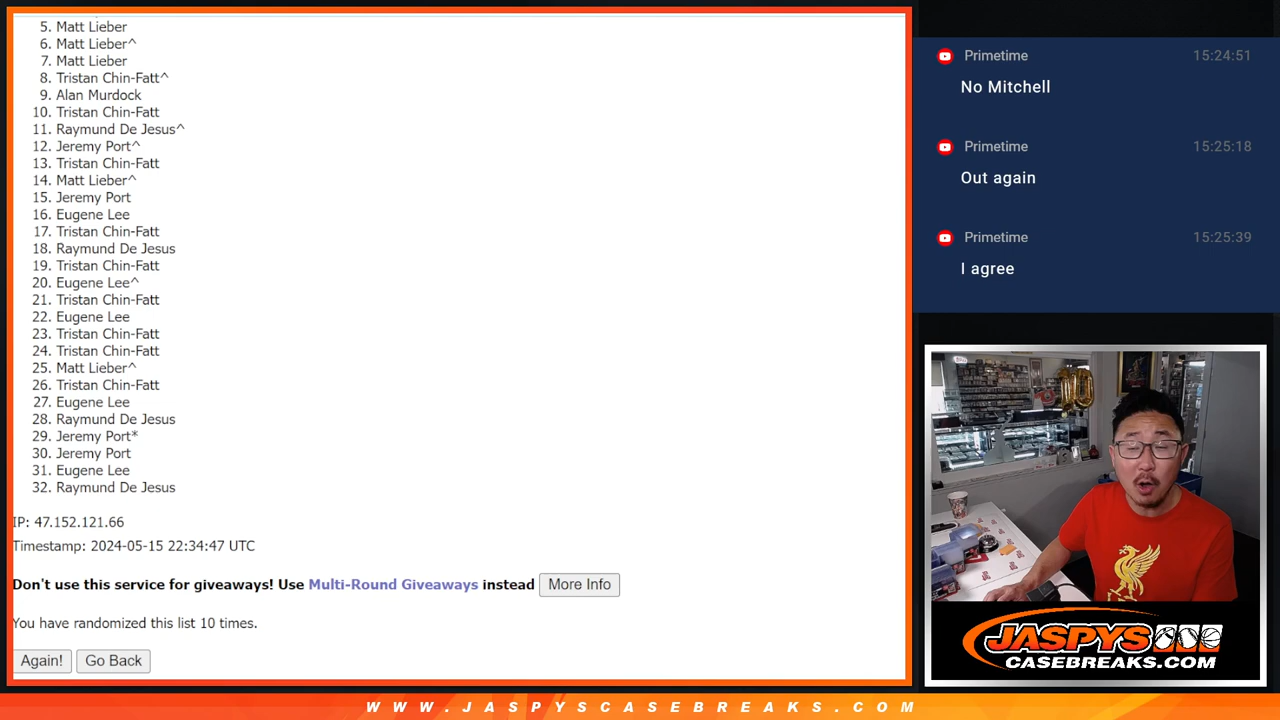 5. Matt Lieber
6. Matt Lieber^
7. Matt Lieber
8. Tristan Chin-Fatt^
9. Alan Murdock
10. Tristan Chin-Fatt
11. Raymund De Jesus^
12. Jeremy Port^
13. Tristan Chin-Fatt
14. Matt Lieber^
15. Jeremy Port
16. Eugene Lee
17. Tristan Chin-Fatt
18. Raymund De Jesus
19. Tristan Chin-Fatt
20. Eugene Lee^
21. Tristan Chin-Fatt
22. Eugene Lee
23. Tristan Chin-Fatt
24. Tristan Chin-Fatt
25. Matt Lieber^
26. Tristan Chin-Fatt
27. Eugene Lee
28. Raymund De Jesus
29. Jeremy Port*
30. Jeremy Port
31. Eugene Lee
32. Raymund De Jesus
IP: 47.152.121.66
Timestamp: 2024-05-15 22:34:47 UTC
Don't use this service for giveaways! Use Multi-Round Giveaways instead More Info
You have randomized this list 10 times.
Again! Go Back
Primetime 15:24:51
No Mitchell
Primetime 15:25:18
Out again
Primetime 15:25:39
I agree
10
JASPYS
CASEBREAKS.COM
WWW.JASPYSCASEBREAKS.COM